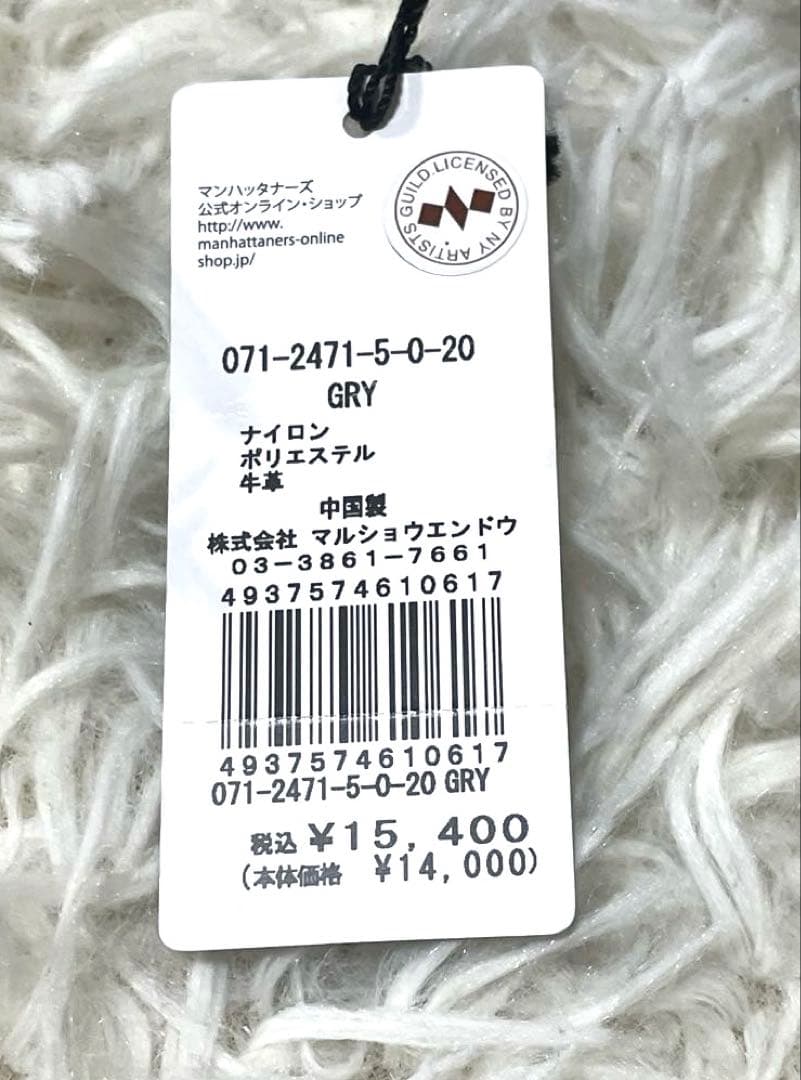 マンハッタナーズ
公式オンライン・ショップ
http://www.
manhattaners-online
shop.jp/
GUILD.LICENSED BY NY ARTISTS
071-2471-5-0-20
GRY
ナイロン
ポリエステル
牛革
中国製
株式会社 マルショウエンドウ
03-3861-7661
4937574610617
4937574610617
071-2471-5-0-20 GRY
税込 ¥15,400
(本体価格 ¥14,000)